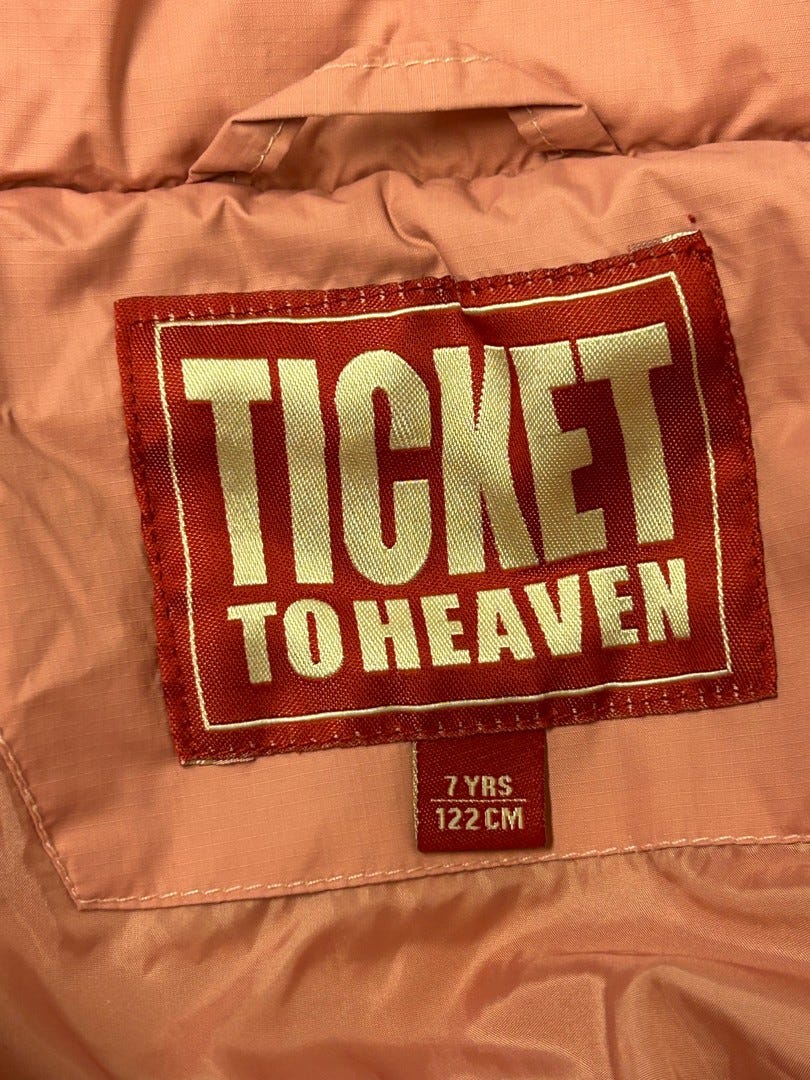 TICKET
TO HEAVEN
7 YRS
122 CM